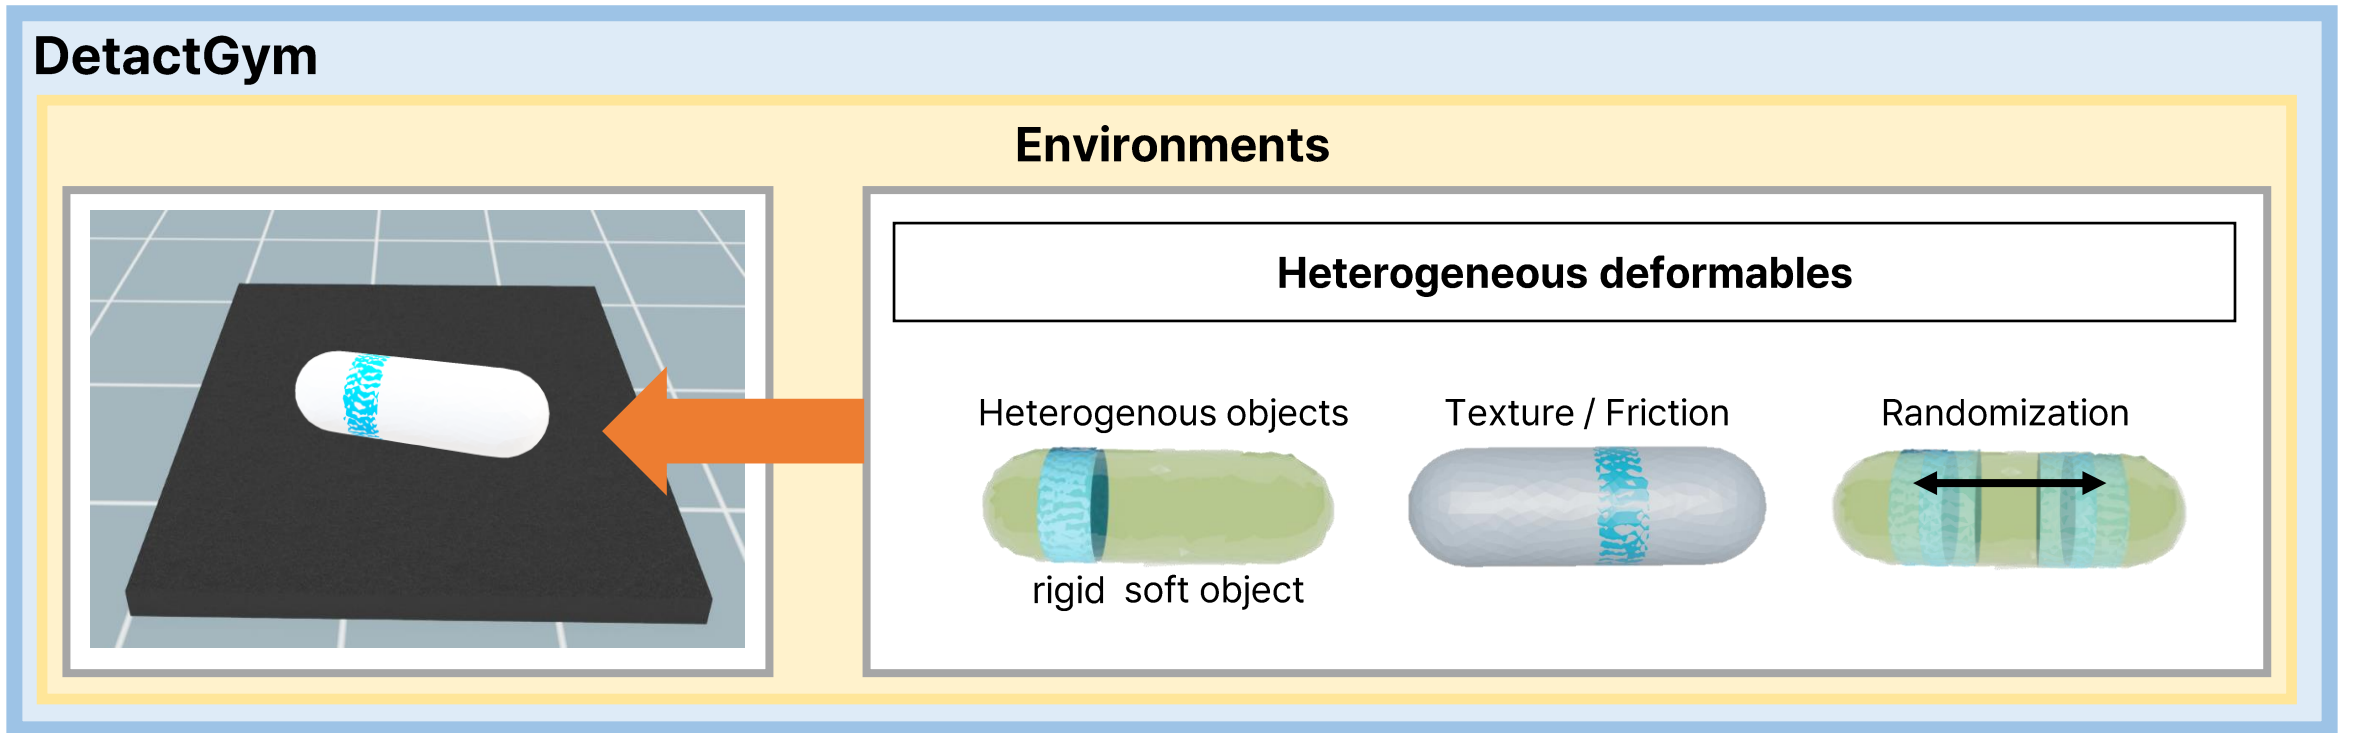 DetactGym
Environments
Heterogeneous deformables
Heterogenous objects
Texture / Friction
Randomization
rigid soft object